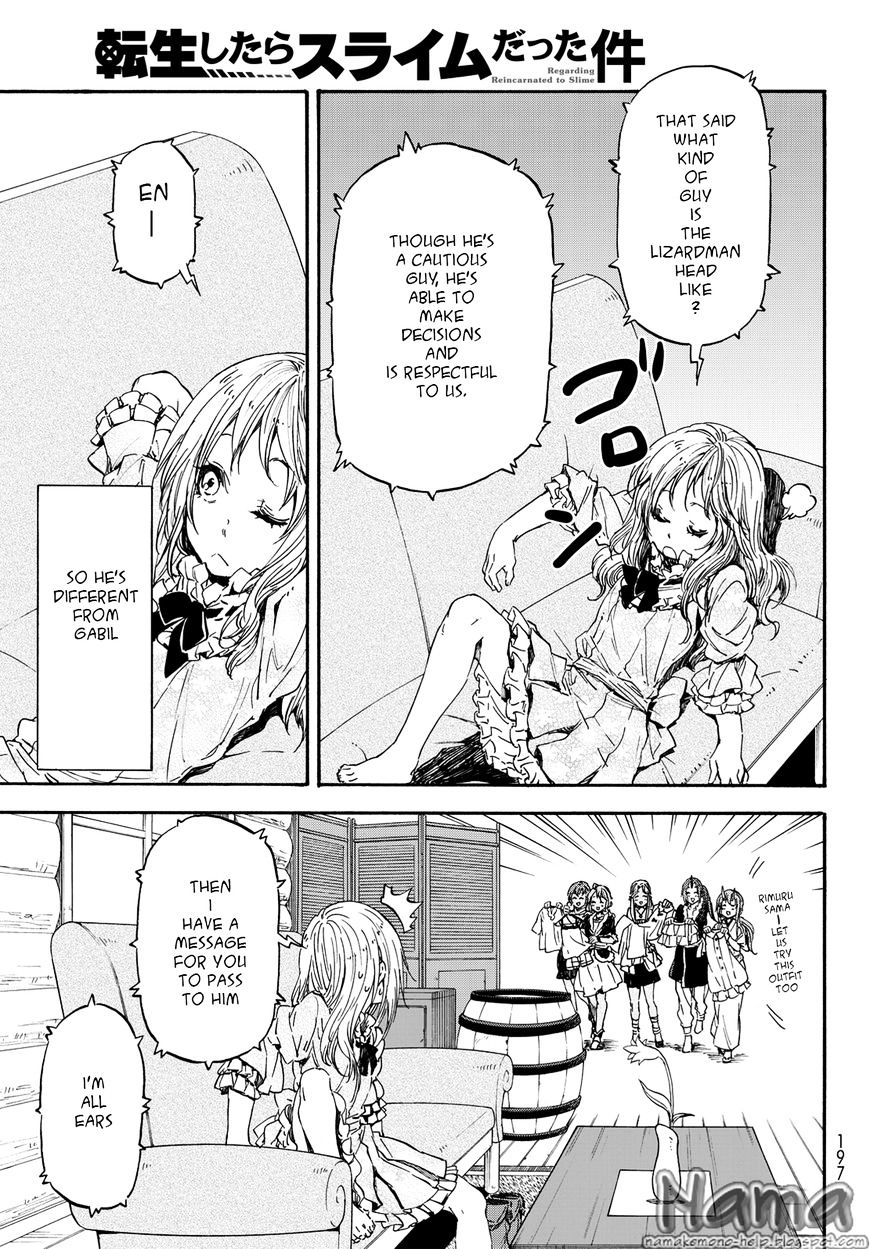 転生したらスライムだった件
Regarding
Reincarnated to Slime
THAT SAID
WHAT
KIND
OF
GUY
IS
THE
LIZARDMAN
HEAD
LIKE
?
THOUGH HE'S
A CAUTIOUS
GUY, HE'S
ABLE TO
MAKE
DECISIONS
AND
IS RESPECTFUL
TO US.
ゴロン
EN
|
SO HE'S
DIFFERENT
FROM
GABIL
RIMURU
SAMA
|
LET
US
TRY
THIS
OUTFIT
TOO
THEN
I
HAVE A
MESSAGE
FOR YOU
TO PASS
TO HIM
I'M
ALL
EARS
197
Nama
namakemono-help.blogspot.com